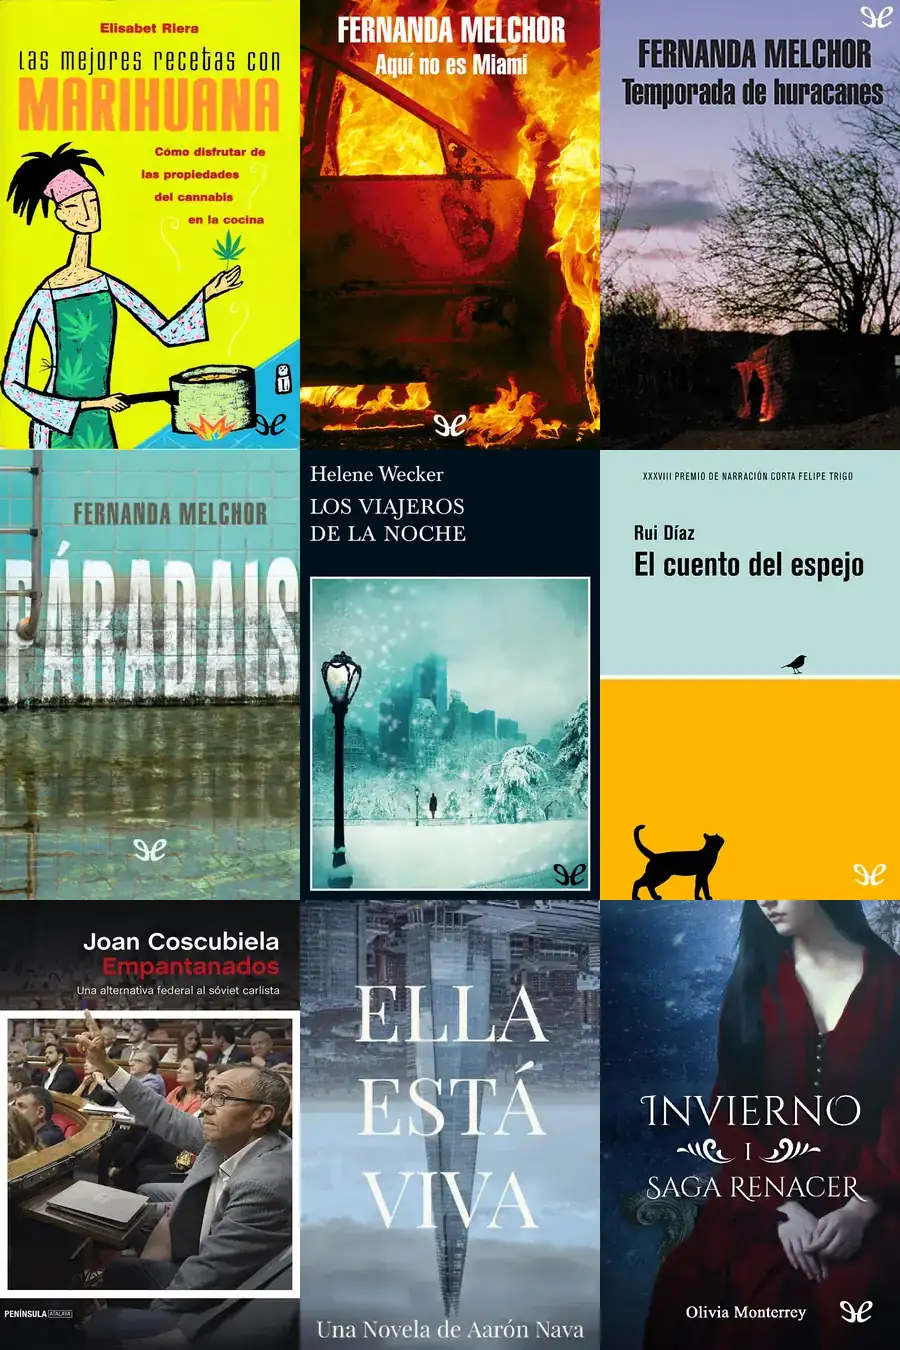 Elisabet Riera
Las mejores recetas con
MARIHUANA
Cómo disfrutar de
las propiedades
del cannabis
en la cocina
FERNANDA MELCHOR
Aquí no es Miami
FERNANDA MELCHOR
Temporada de huracanes
FERNANDA MELCHOR
PÁRADAIS
Helene Wecker
LOS VIAJEROS
DE LA NOCHE
XXXVIII PREMIO DE NARRACIÓN CORTA FELIPE TRIGO
Rui Díaz
El cuento del espejo
Joan Coscubiela
Empantanados
Una alternativa federal al sóviet carlista
PENÍNSULA ATALAYA
ELLA
ESTÁ
VIVA
Una Novela de Aarón Nava
INVIERNO
I
SAGA RENACER
Olivia Monterrey